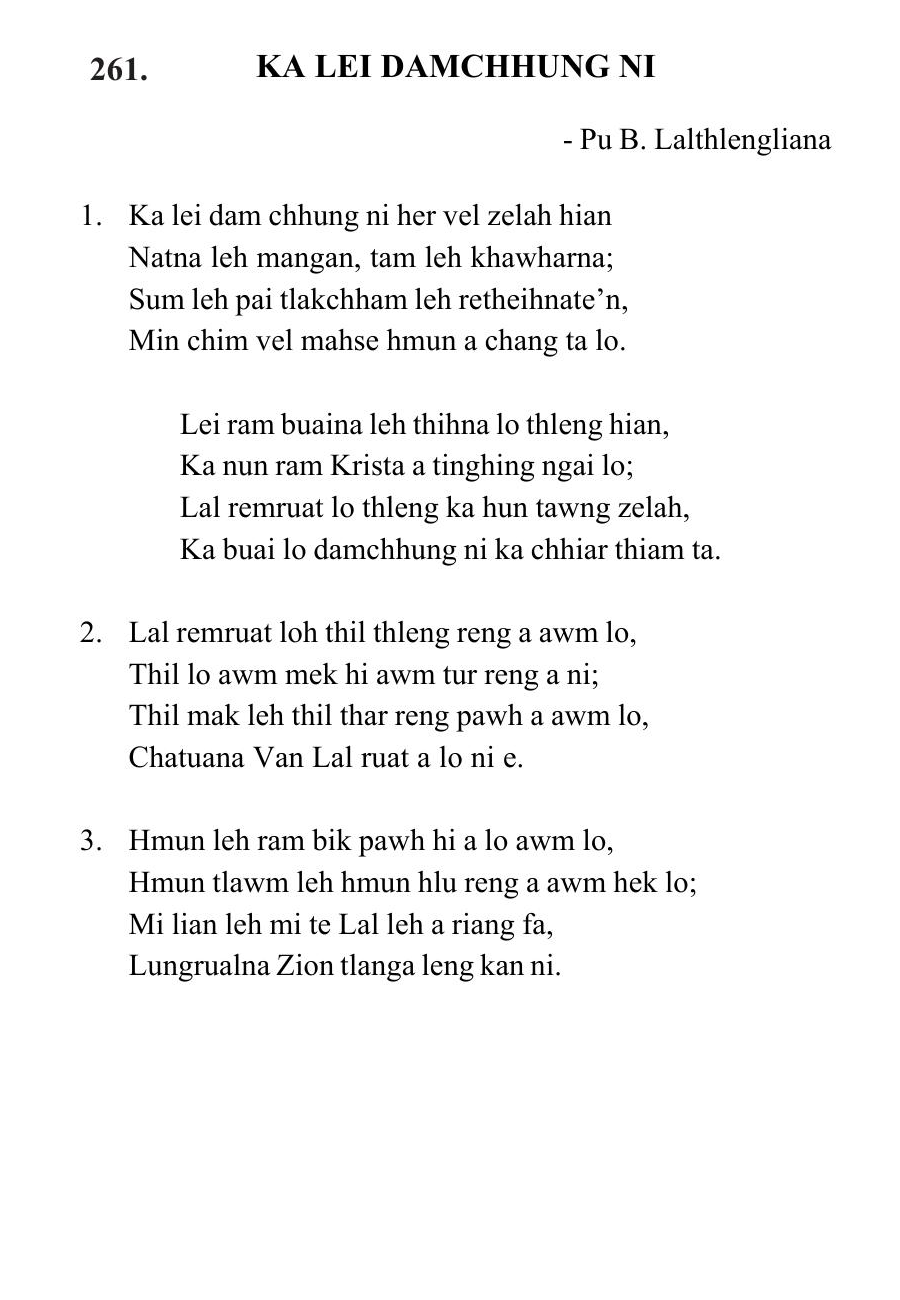 261. KA LEI DAMCHHUNG NI
- Pu B. Lalthlengliana
1. Ka lei dam chhung ni her vel zelah hian
Natna leh mangan, tam leh khawharna;
Sum leh pai tlakchham leh retheihnate’n,
Min chim vel mahse hmun a chang ta lo.
Lei ram buaina leh thihna lo thleng hian,
Ka nun ram Krista a tinghing ngai lo;
Lal remruat lo thleng ka hun tawng zelah,
Ka buai lo damchhung ni ka chhiar thiam ta.
2. Lal remruat loh thil thleng reng a awm lo,
Thil lo awm mek hi awm tur reng a ni;
Thil mak leh thil thar reng pawh a awm lo,
Chatuana Van Lal ruat a lo ni e.
3. Hmun leh ram bik pawh hi a lo awm lo,
Hmun tlawm leh hmun hlu reng a awm hek lo;
Mi lian leh mi te Lal leh a riang fa,
Lungrualna Zion tlanga leng kan ni.